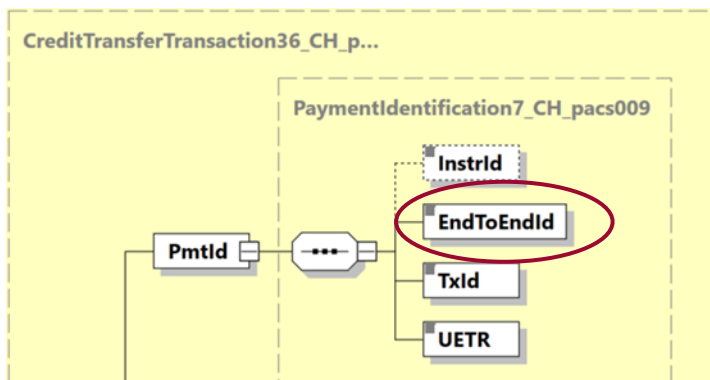 CreditTransferTransaction36_CH_p...
PaymentIdentification7_CH_pacs009
InstrId
EndToEndId
PmtId
TxId
UETR